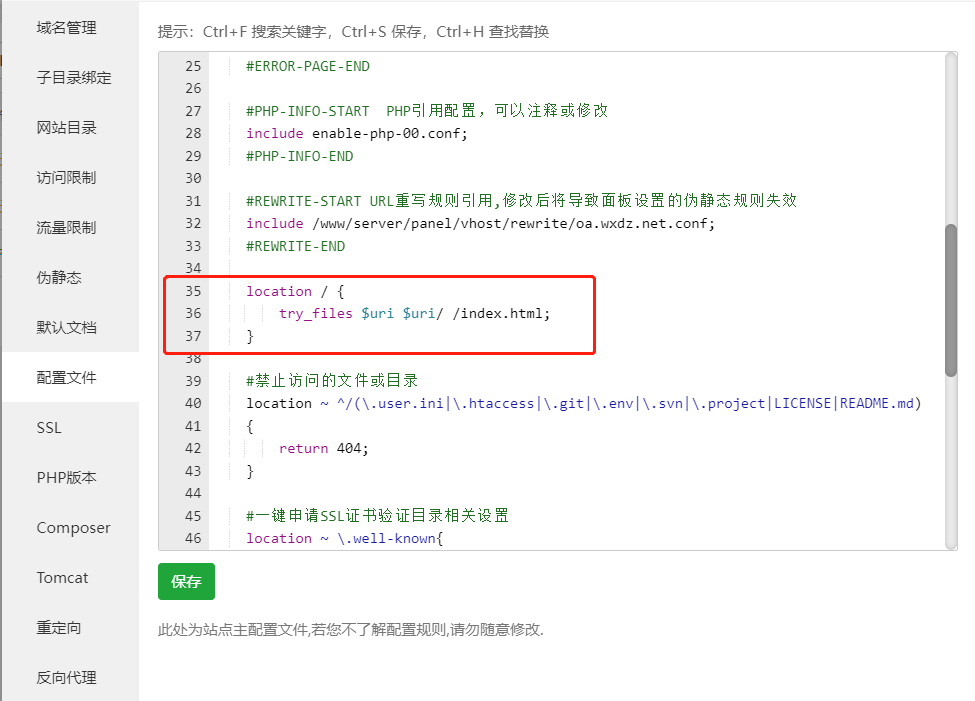 域名管理
子目录绑定
网站目录
访问限制
流量限制
伪静态
默认文档
配置文件
SSL
PHP版本
Composer
Tomcat
重定向
反向代理
提示：Ctrl+F 搜索关键字，Ctrl+S 保存，Ctrl+H 查找替换
25 #ERROR-PAGE-END
26
27 #PHP-INFO-START  PHP引用配置，可以注释或修改
28 include enable-php-00.conf;
29 #PHP-INFO-END
30
31 #REWRITE-START URL重写规则引用,修改后将导致面板设置的伪静态规则失效
32 include /www/server/panel/vhost/rewrite/oa.wxdz.net.conf;
33 #REWRITE-END
34
35 location / {
36 try_files $uri $uri/ /index.html;
37 }
38
39 #禁止访问的文件或目录
40 location ~ ^/(\.user.ini|\.htaccess|\.git|\.env|\.svn|\.project|LICENSE|README.md)
41 {
42 return 404;
43 }
44
45 #一键申请SSL证书验证目录相关设置
46 location ~ \.well-known{
保存
此处为站点主配置文件,若您不了解配置规则,请勿随意修改.